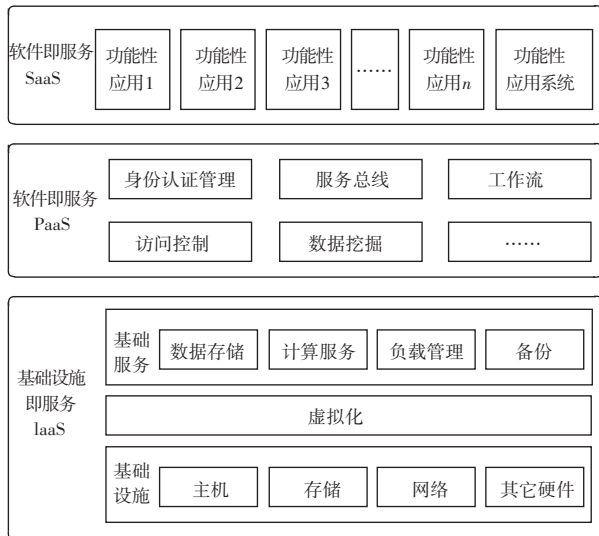 软件即服务
SaaS
功能性
应用1
功能性
应用2
功能性
应用3
……
功能性
应用n
功能性
应用系统
软件即服务
PaaS
身份认证管理
服务总线
工作流
访问控制
数据挖掘
……
基础设施
即服务
laaS
基础
服务
数据存储
计算服务
负载管理
备份
虚拟化
基础
设施
主机
存储
网络
其它硬件